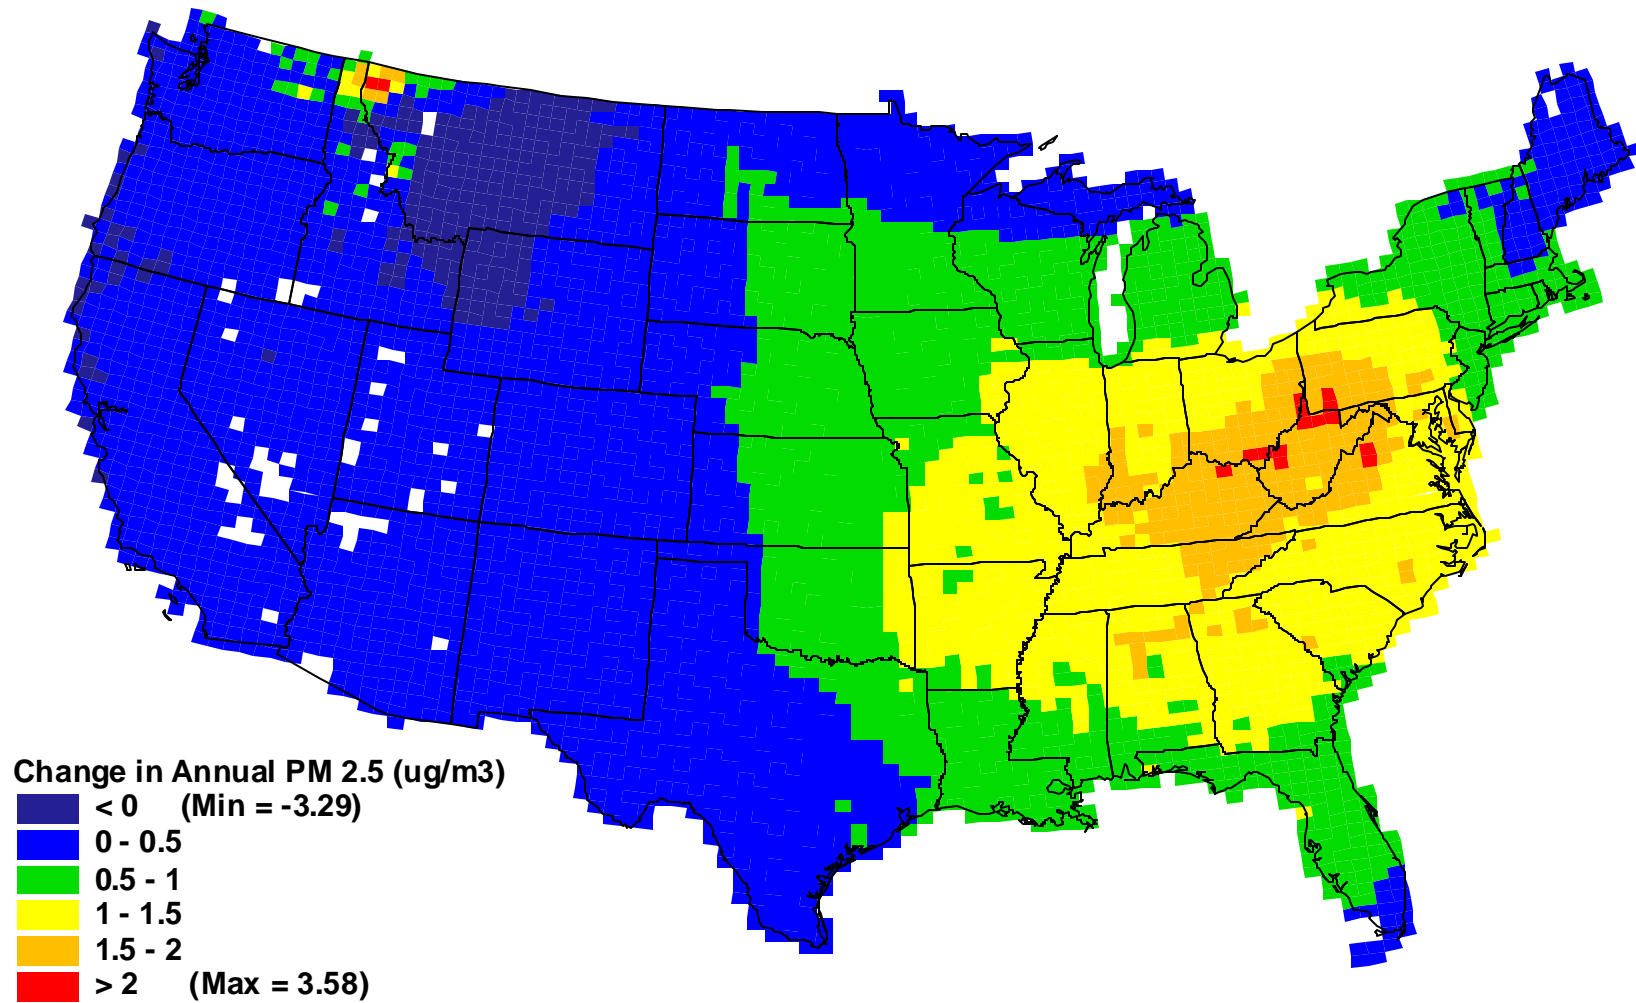 Change in Annual PM 2.5 (ug/m3)
< 0 (Min = -3.29)
0 - 0.5
0.5 - 1
1 - 1.5
1.5 - 2
> 2 (Max = 3.58)